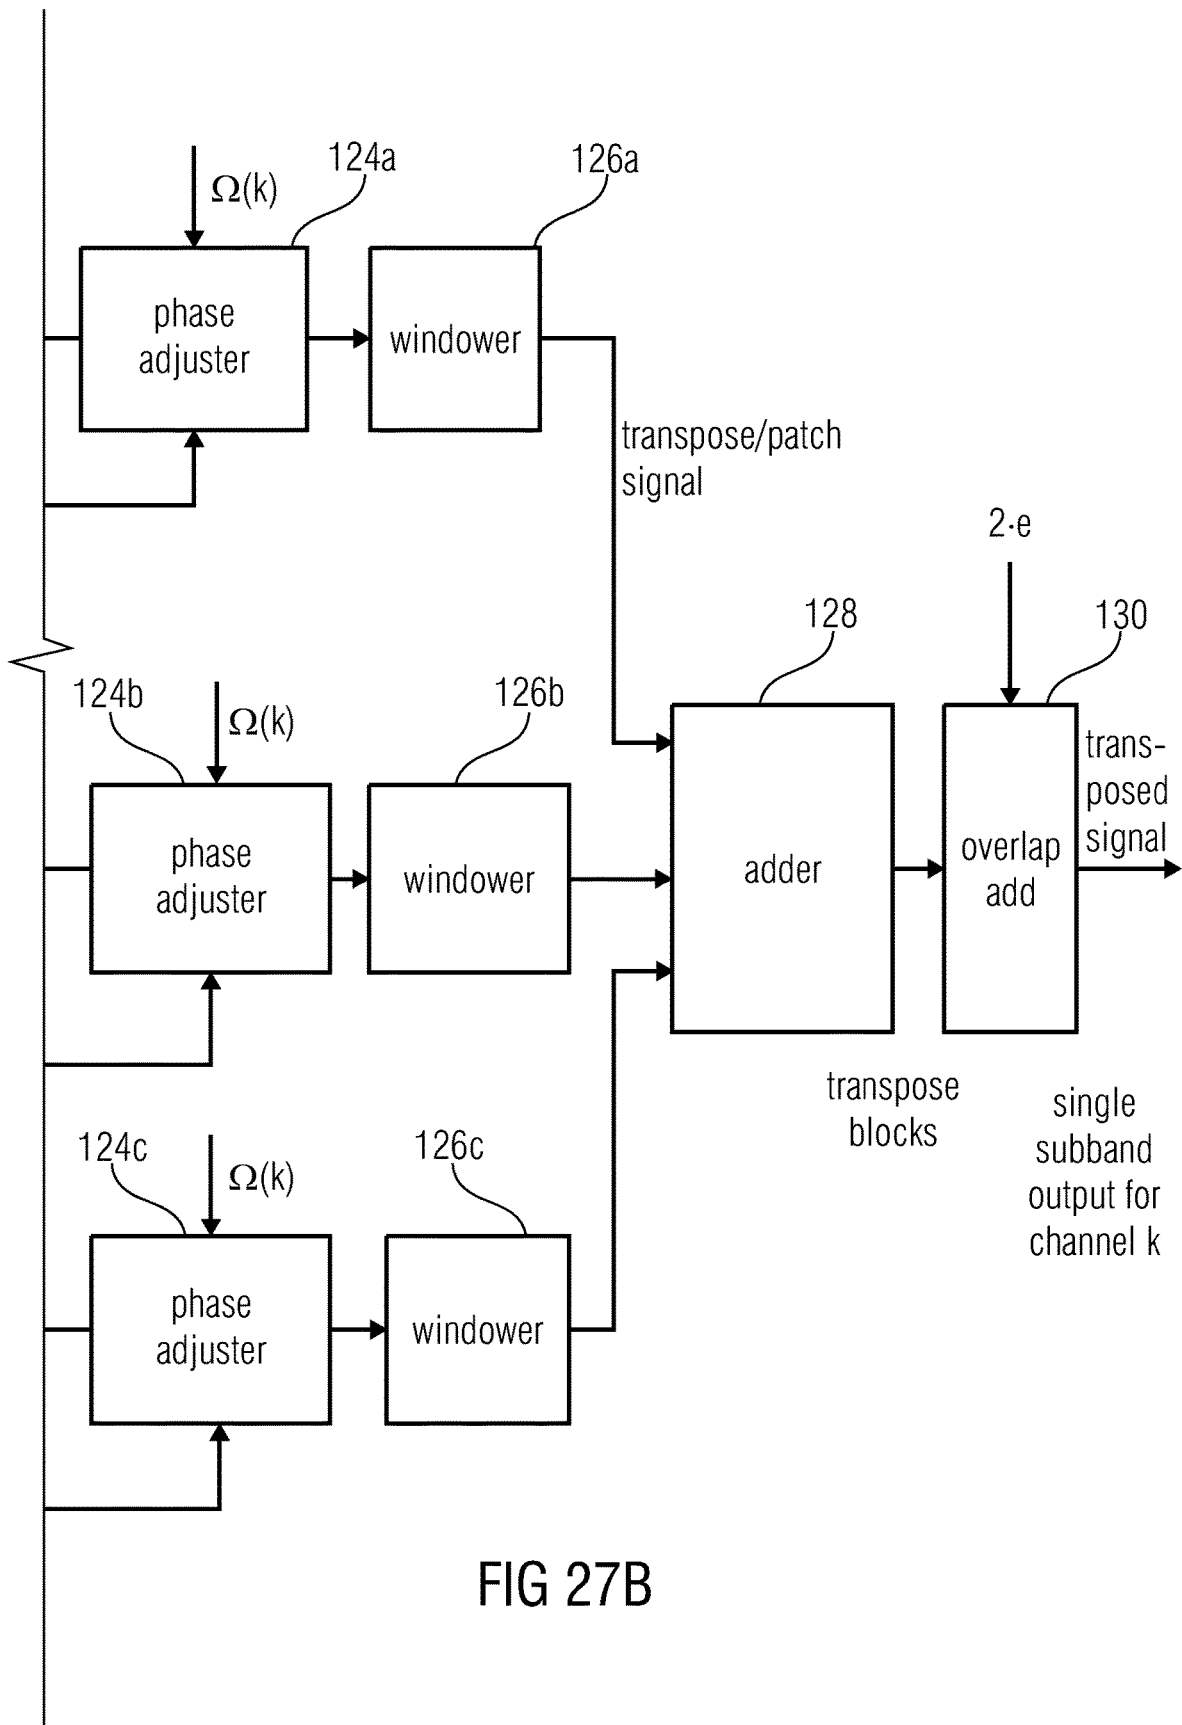 124a
126a
Ω(k)
phase
adjuster
windower
transpose/patch
signal
2·e
128
130
124b
Ω(k)
126b
phase
adjuster
windower
adder
overlap
add
trans-
posed
signal
transpose
blocks
single
subband
output for
channel k
124c
Ω(k)
126c
phase
adjuster
windower
FIG 27B